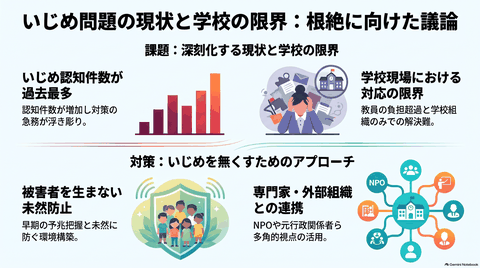 いじめ問題の現状と学校の限界：根絶に向けた議論
課題：深刻化する現状と学校の限界
いじめ認知件数が
過去最多
認知件数が増加し対策の
急務が浮き彫り。
学校現場における
対応の限界
教員の負担超過と学校組
織のみでの解決難。
対策：いじめを無くすためのアプローチ
被害者を生まない
未然防止
早期の予兆把握と未然に
防ぐ環境構築。
専門家・外部組織
との連携
NPOや元行政関係者ら
多角的視点の活用。
NPO
Gemini Notebook